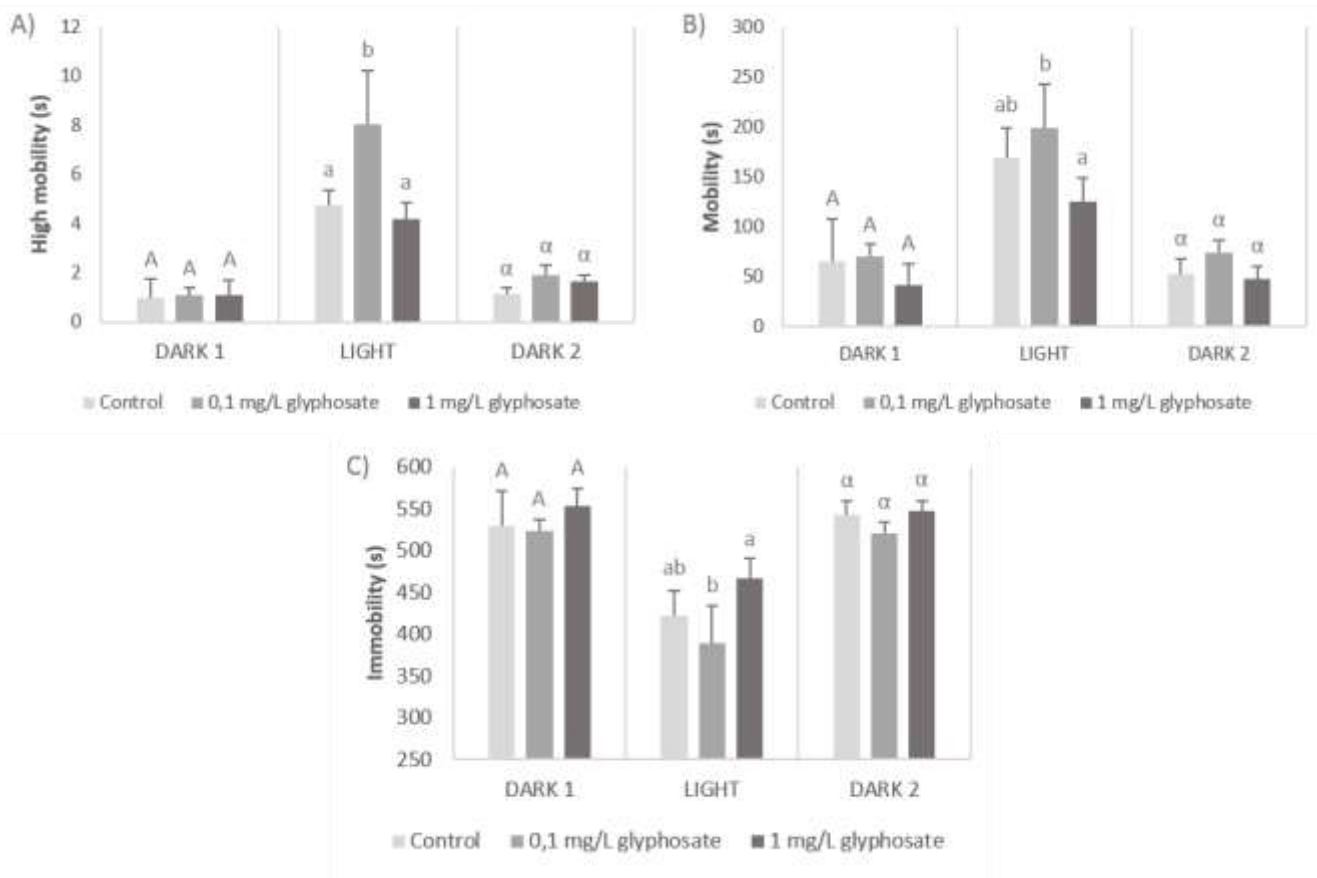 A)
High mobility (s)
12
10
8
6
4
2
0
A A A
a b a
α α α
DARK 1 LIGHT DARK 2
Control 0,1 mg/L glyphosate 1 mg/L glyphosate
B)
Mobility (s)
300
250
200
150
100
50
0
A A A
ab b a
α α α
DARK 1 LIGHT DARK 2
Control 0,1 mg/L glyphosate 1 mg/L glyphosate
C)
Immobility (s)
600
550
500
450
400
350
300
250
A A A
ab b a
α α α
DARK 1 LIGHT DARK 2
Control 0,1 mg/L glyphosate 1 mg/L glyphosate